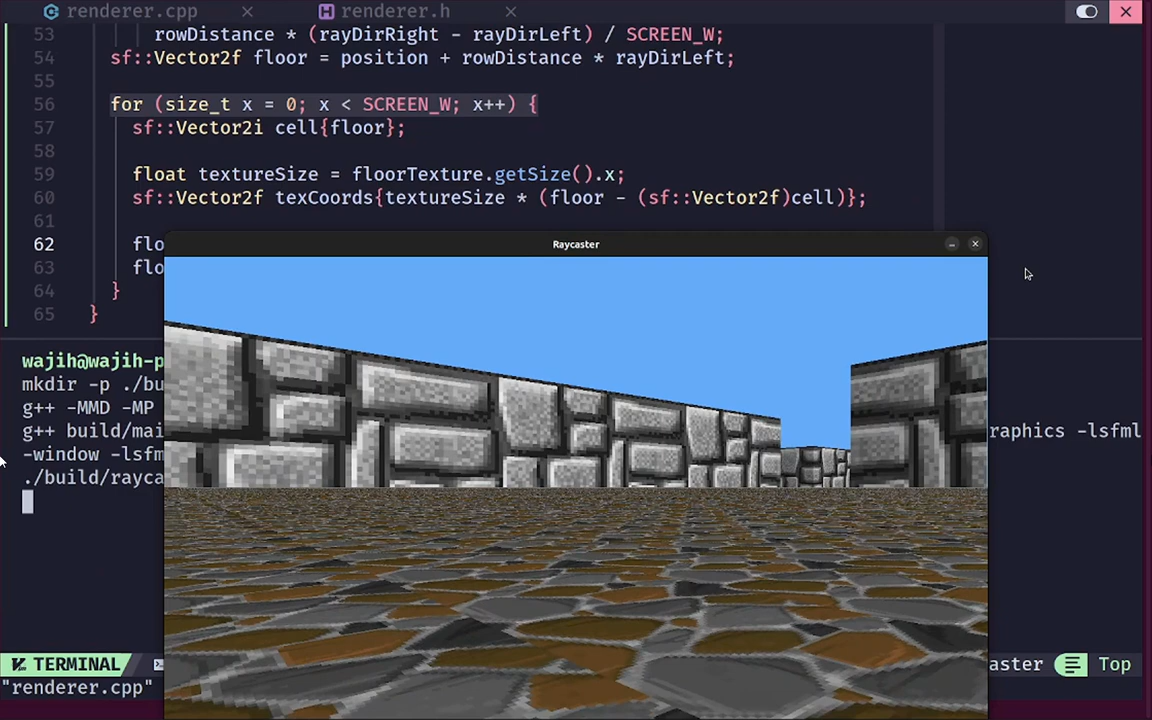 renderer.cpp
renderer.h
53 rowDistance * (rayDirRight - rayDirLeft) / SCREEN_W;
54 sf::Vector2f floor = position + rowDistance * rayDirLeft;
55
56 for (size_t x = 0; x < SCREEN_W; x++) {
57 sf::Vector2i cell{floor};
58
59 float textureSize = floorTexture.getSize().x;
60 sf::Vector2f texCoords{textureSize * (floor - (sf::Vector2f)cell)};
61
62 flo
63 flo
64 }
65 }
Raycaster
wajih@wajih-p
mkdir -p ./bu
g++ -MMD -MP
g++ build/mai raphics -lsfml
-window -lsfm
./build/rayca
TERMINAL aster Top
"renderer.cpp"